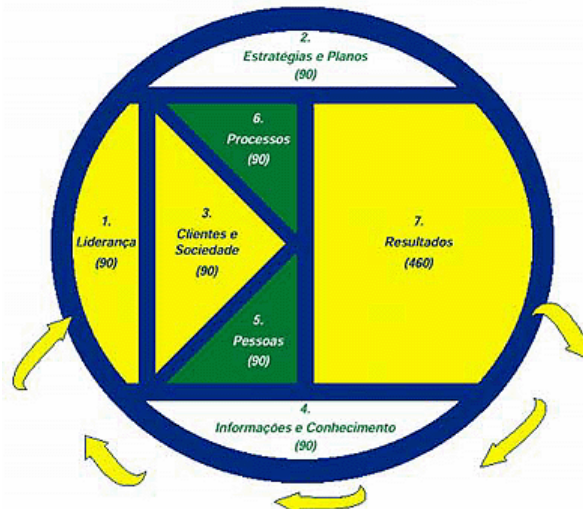 2.
Estratégias e Planos
(90)
6.
Processos
(90)
1.
Liderança
(90)
3.
Clientes e
Sociedade
(90)
7.
Resultados
(460)
5.
Pessoas
(90)
4.
Informações e Conhecimento
(90)